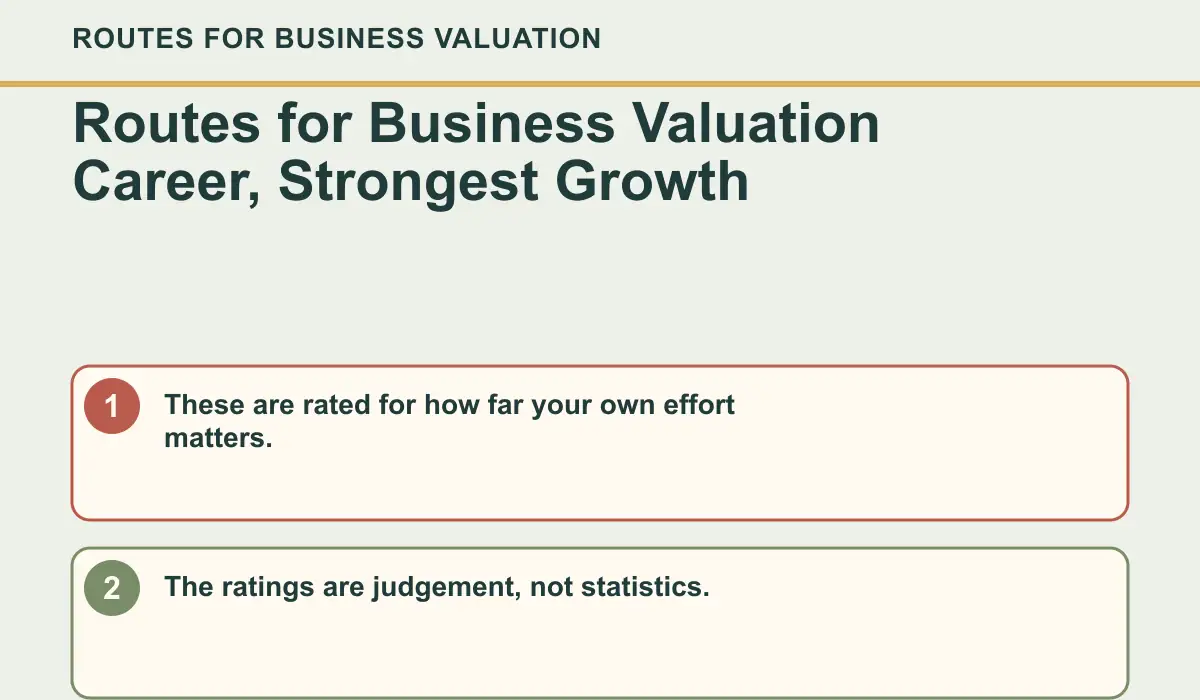 ROUTES FOR BUSINESS VALUATION
Routes for Business Valuation
Career, Strongest Growth
1
These are rated for how far your own effort
matters.
2
The ratings are judgement, not statistics.